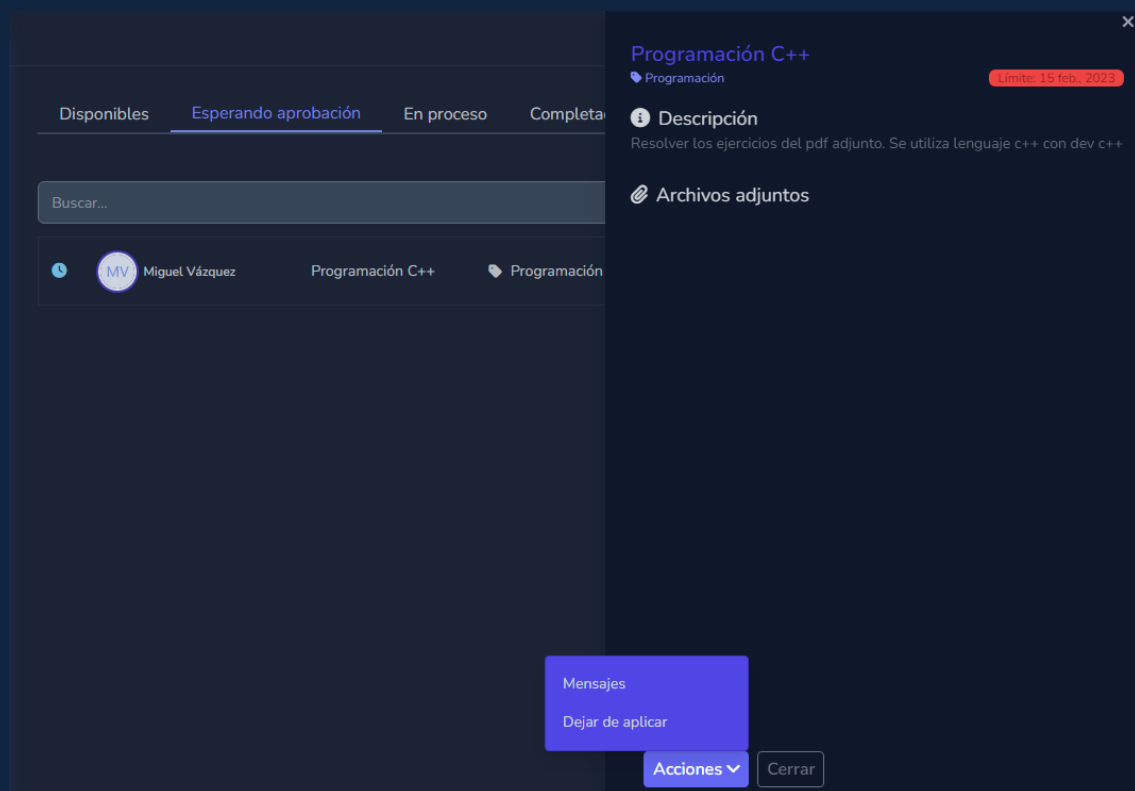 Disponibles
Esperando aprobación
En proceso
Buscar...
MV
Miguel Vázquez
Programación C++
Programación
Programación C++
Programación
Límite: 15 feb., 2023
Descripción
Resolver los ejercicios del pdf adjunto. Se utiliza lenguaje c++ con dev c++
Archivos adjuntos
Mensajes
Dejar de aplicar
Acciones
Cerrar